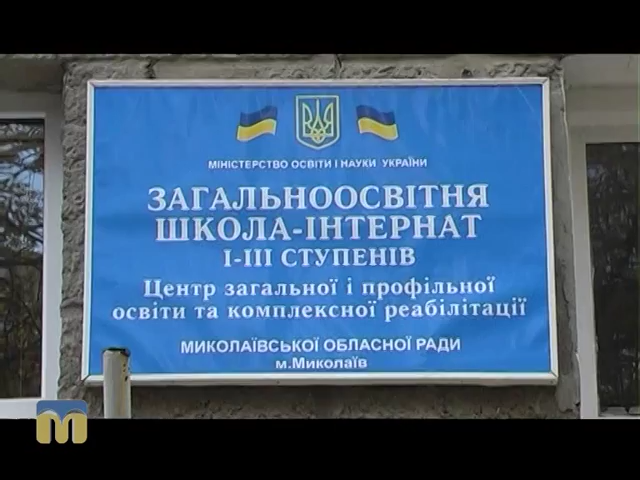 МІНІСТЕРСТВО ОСВІТИ І НАУКИ УКРАЇНИ
ЗАГАЛЬНООСВІТНЯ
ШКОЛА-ІНТЕРНАТ
І-ІІІ СТУПЕНІВ
Центр загальної і профільної
освіти та комплексної реабілітації
МИКОЛАЇВСЬКОЇ ОБЛАСНОЇ РАДИ
м.Миколаїв
М